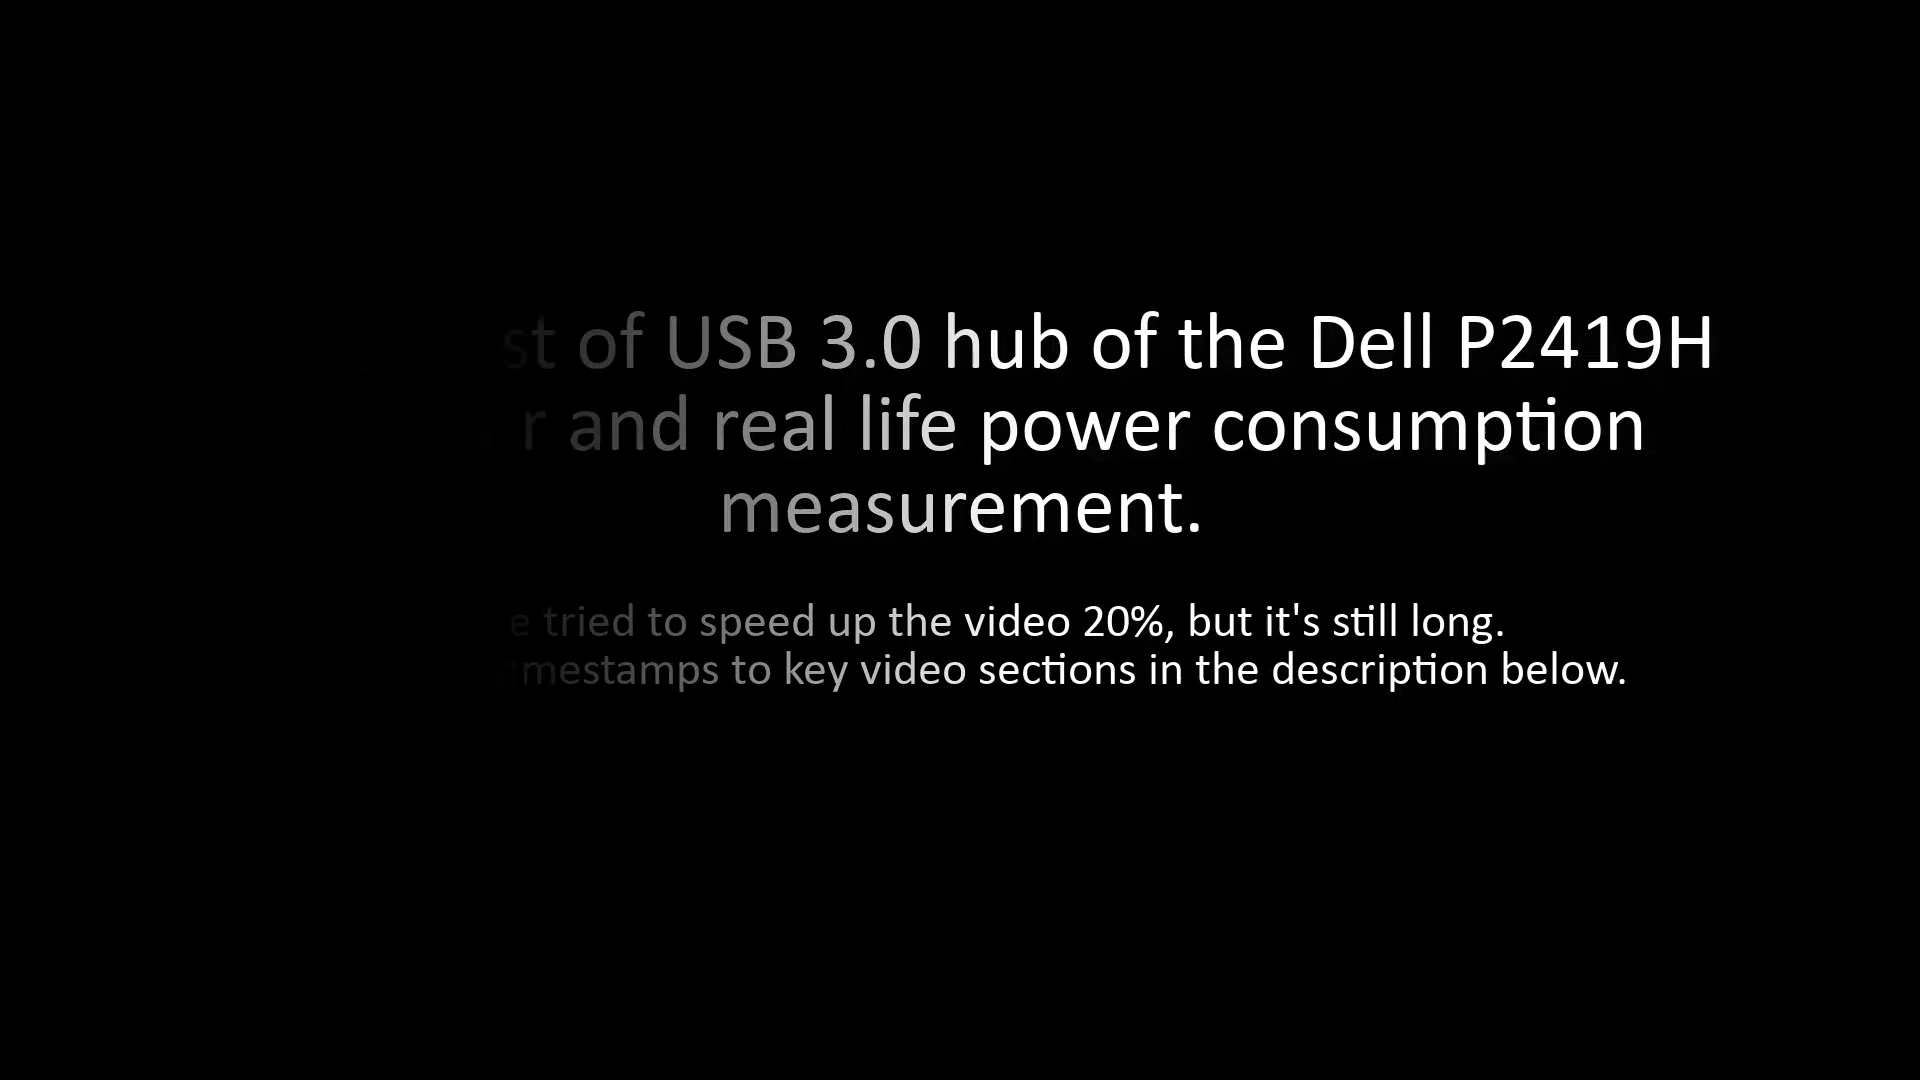 of USB 3.0 hub of the Dell P2419H
and real life power consumption
measurement.
tried to speed up the video 20%, but it's still long.
to key video sections in the description below.